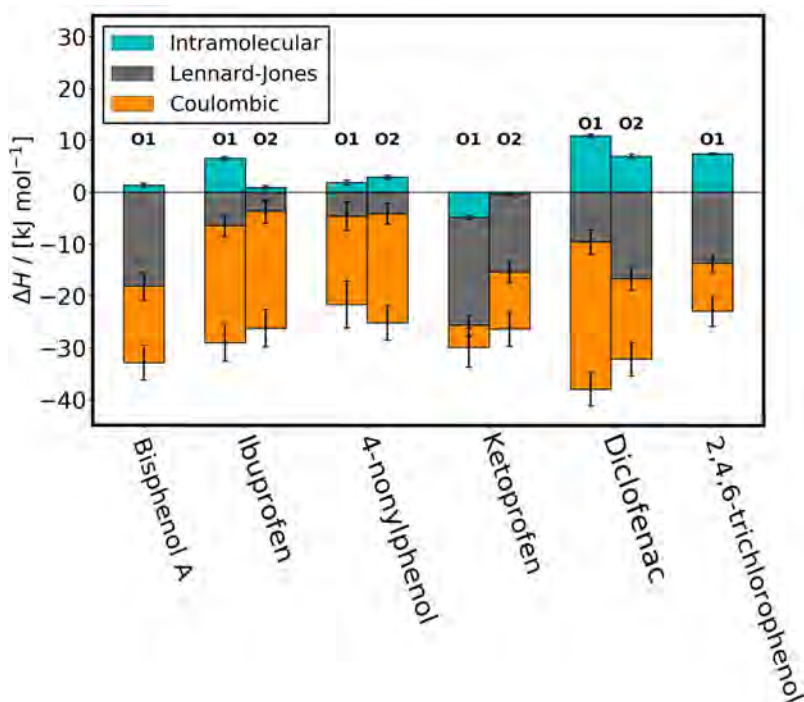 Intramolecular
Lennard-Jones
Coulombic
30
20
10
0
−10
−20
−30
−40
ΔH / [kJ mol⁻¹]
O1
O1 O2
O1 O2
O1 O2
O1 O2
O1
Bisphenol A
Ibuprofen
4-nonylphenol
Ketoprofen
Diclofenac
2,4,6-trichlorophenol